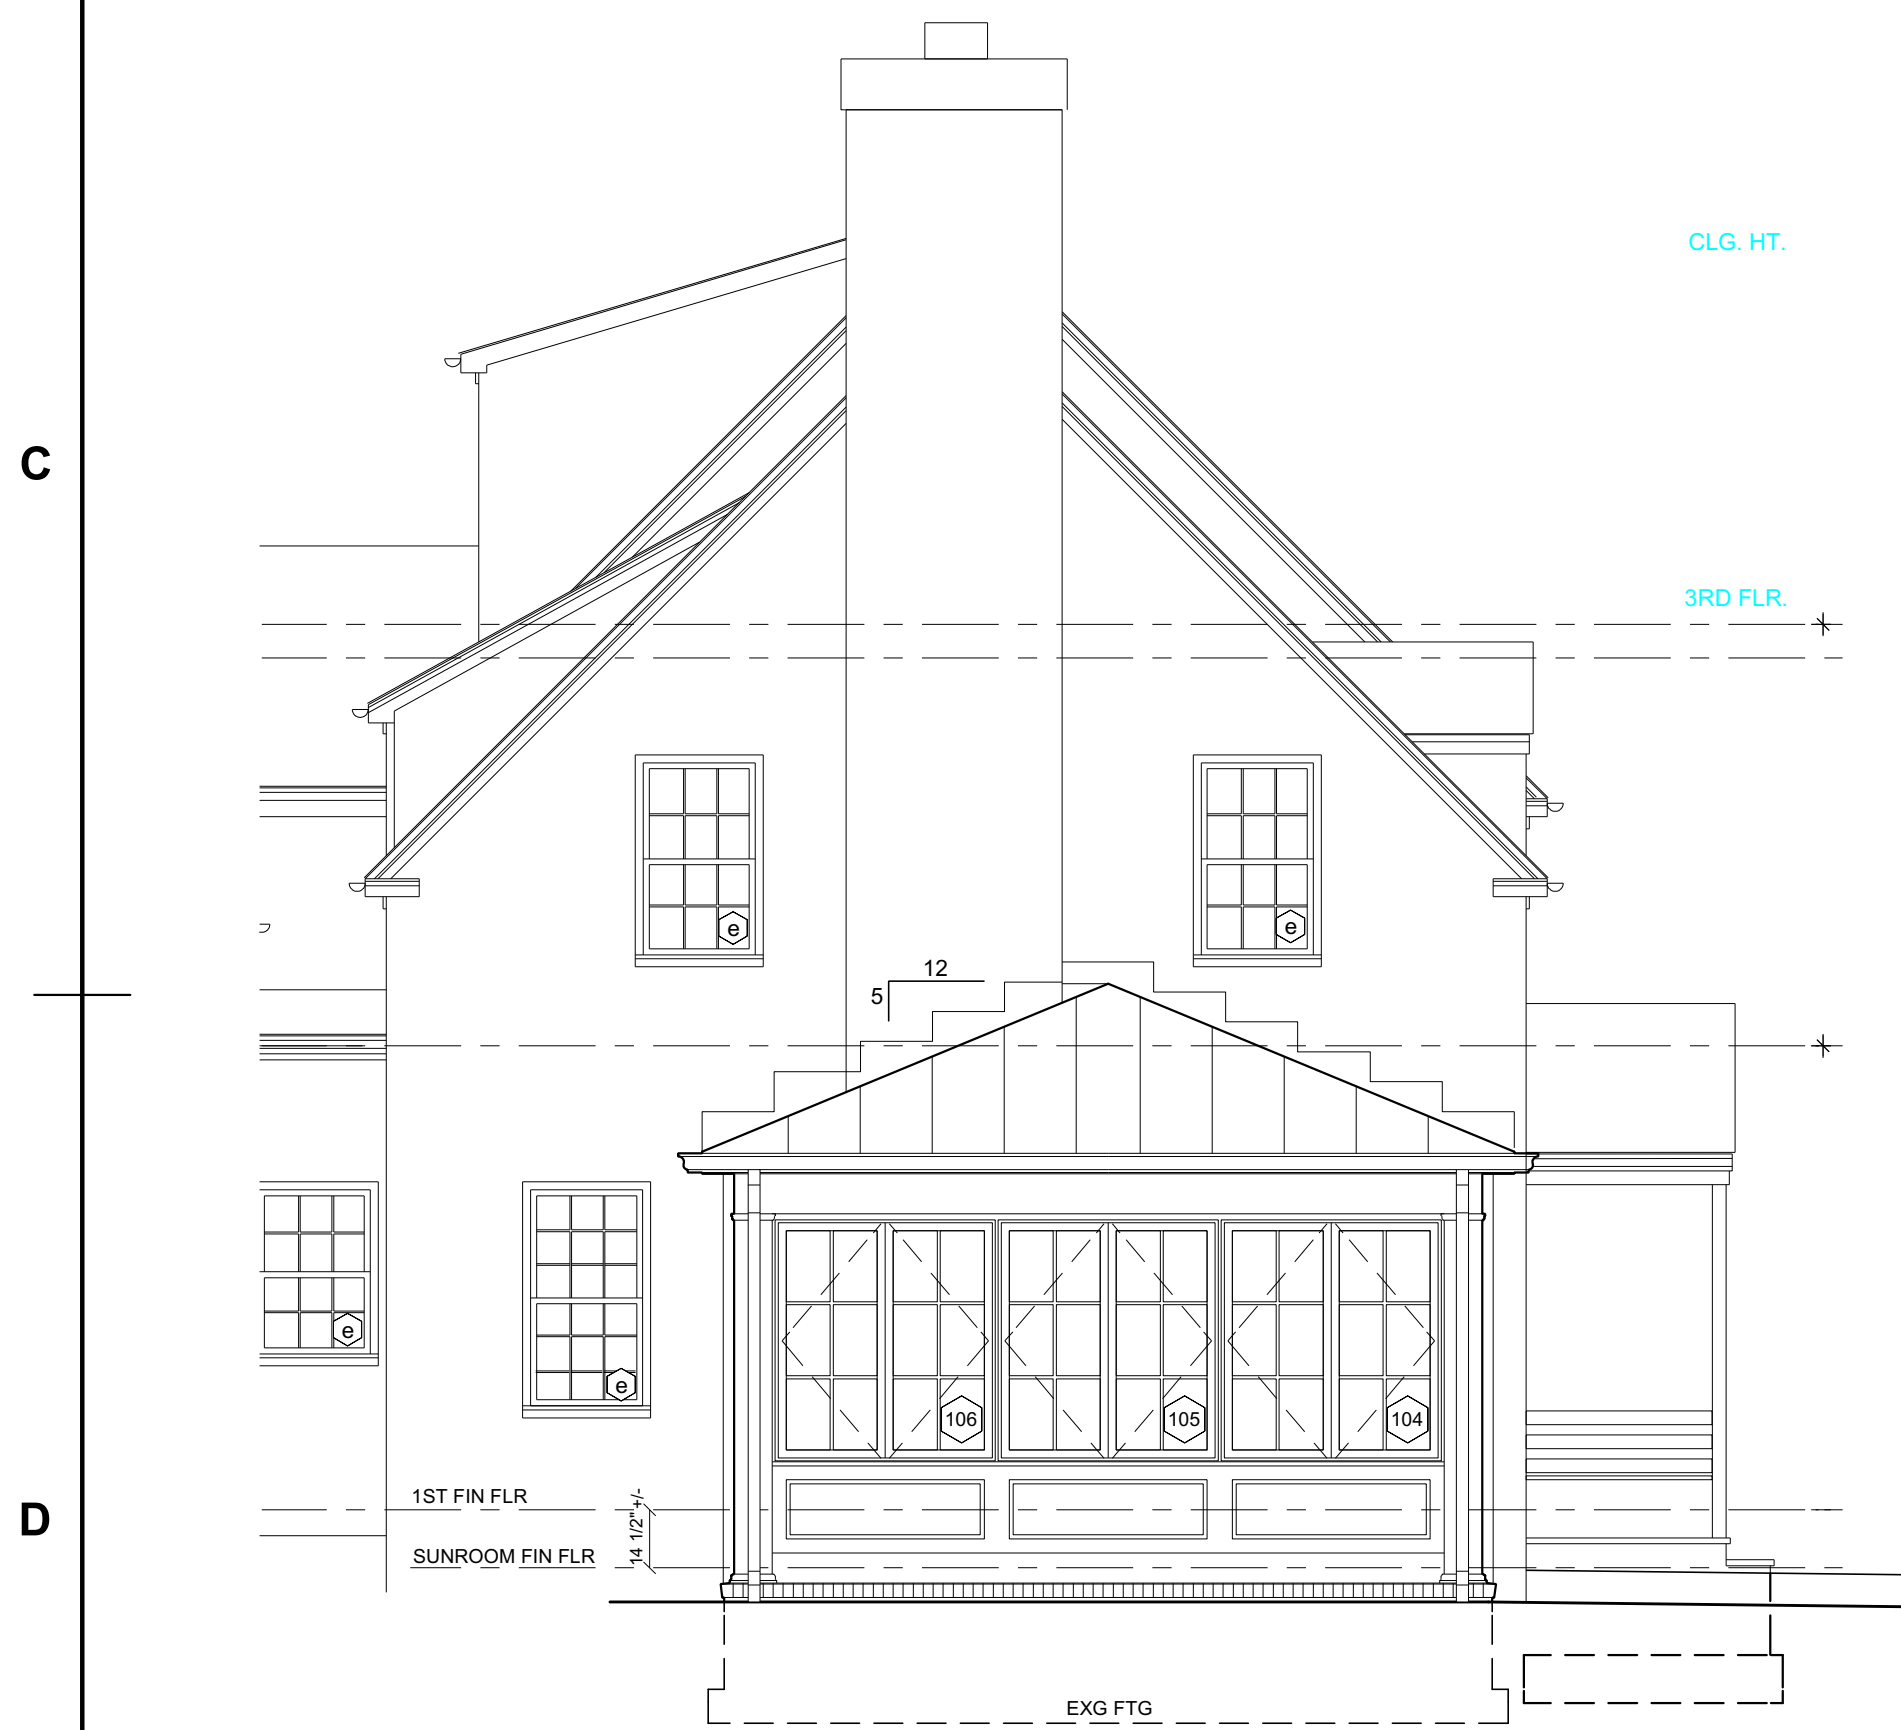 CLG. HT.
C
3RD FLR.
e
e
12
5
e
e
106
105
104
1ST FIN FLR
14 1/2"+/-
D
SUNROOM FIN FLR
EXG FTG